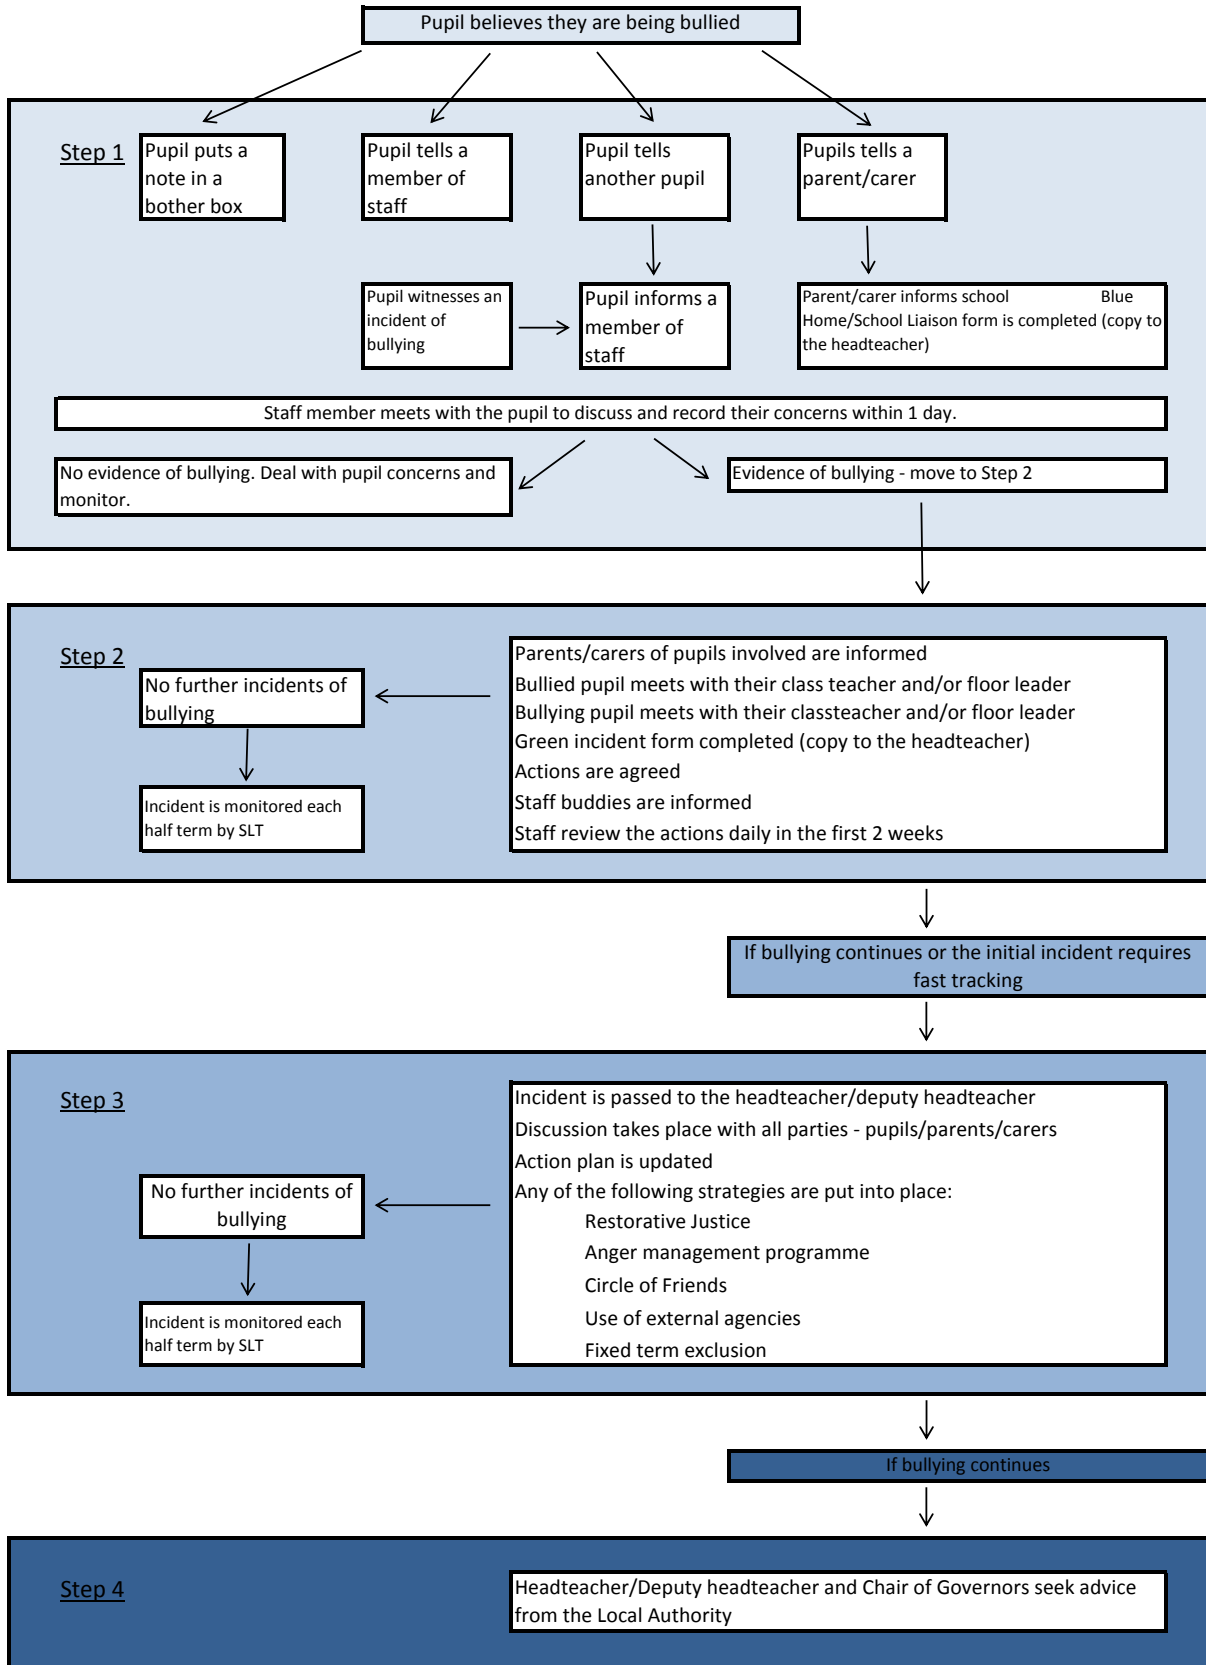 Pupil believes they are being bullied
Step 1
Pupil puts a
note in a
bother box
Pupil tells a
member of
staff
Pupil tells
another pupil
Pupils tells a
parent/carer
Pupil witnesses an
incident of
bullying
Pupil informs a
member of
staff
Parent/carer informs school Blue
Home/School Liaison form is completed (copy to
the headteacher)
Staff member meets with the pupil to discuss and record their concerns within 1 day.
No evidence of bullying. Deal with pupil concerns and
monitor.
Evidence of bullying - move to Step 2
Step 2
No further incidents of
bullying
Incident is monitored each
half term by SLT
Parents/carers of pupils involved are informed
Bullied pupil meets with their class teacher and/or floor leader
Bullying pupil meets with their classteacher and/or floor leader
Green incident form completed (copy to the headteacher)
Actions are agreed
Staff buddies are informed
Staff review the actions daily in the first 2 weeks
If bullying continues or the initial incident requires
fast tracking
Step 3
No further incidents of
bullying
Incident is monitored each
half term by SLT
Incident is passed to the headteacher/deputy headteacher
Discussion takes place with all parties - pupils/parents/carers
Action plan is updated
Any of the following strategies are put into place:
Restorative Justice
Anger management programme
Circle of Friends
Use of external agencies
Fixed term exclusion
If bullying continues
Step 4
Headteacher/Deputy headteacher and Chair of Governors seek advice
from the Local Authority